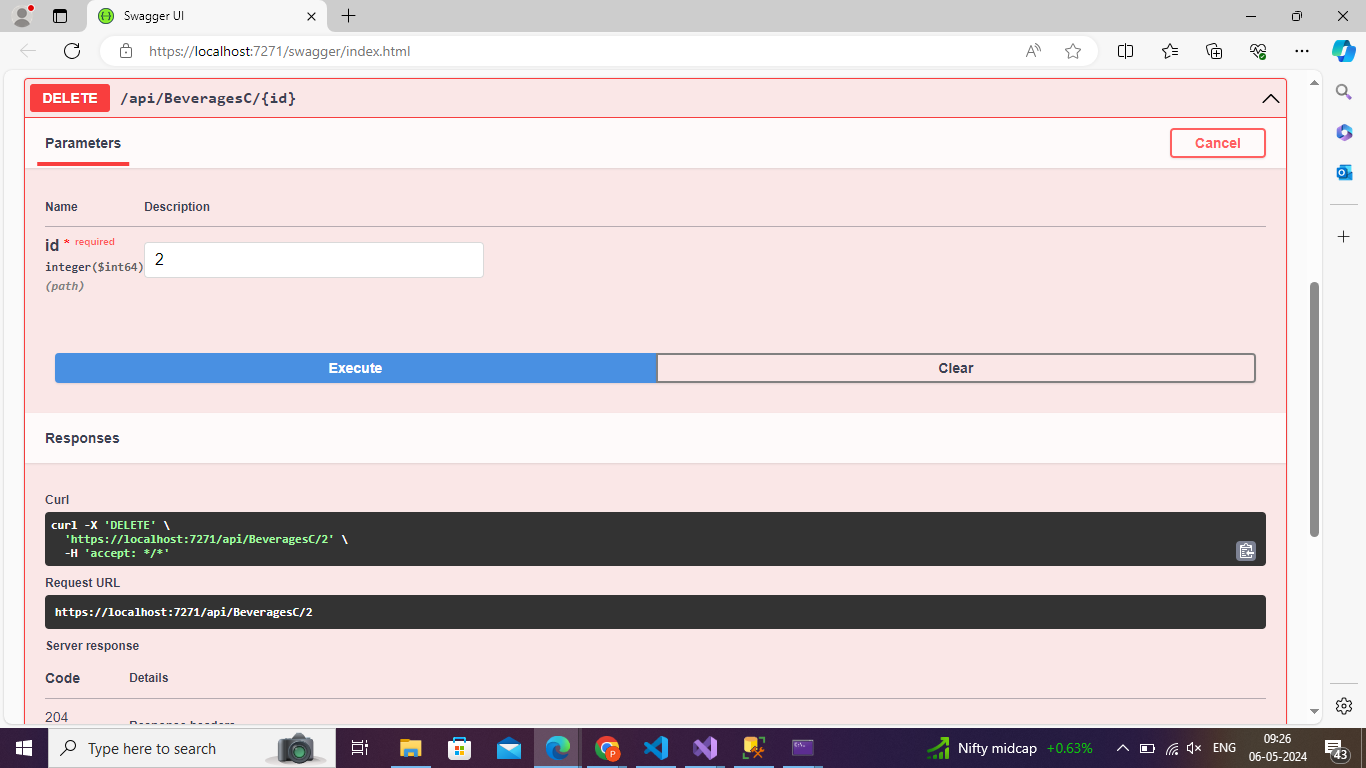 Swagger UI
https://localhost:7271/swagger/index.html
DELETE /api/BeveragesC/{id}
Parameters
Cancel
Name Description
id * required
integer($int64)
(path)
2
Execute
Clear
Responses
Curl
curl -X 'DELETE' \
'https://localhost:7271/api/BeveragesC/2' \
-H 'accept: */*'
Request URL
https://localhost:7271/api/BeveragesC/2
Server response
Code Details
204
Response headers
Type here to search
Nifty midcap +0.63%
ENG
09:26
06-05-2024
43